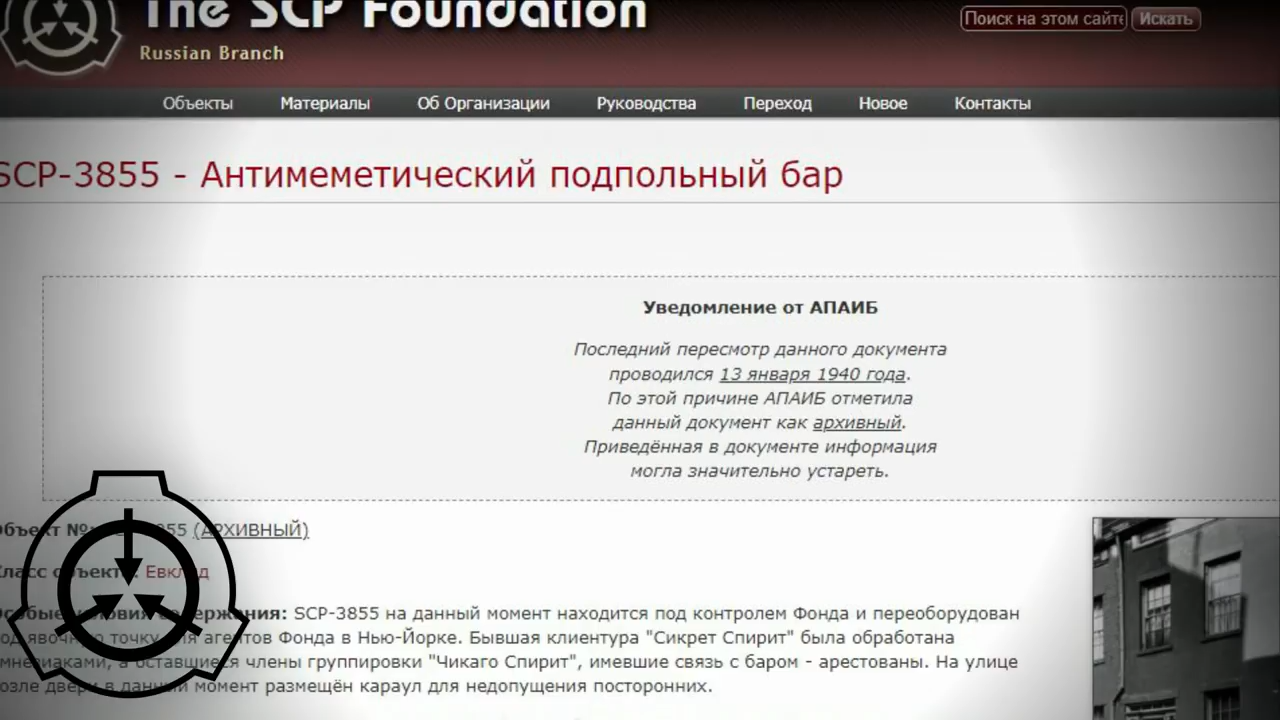 The SCP Foundation
Russian Branch
Поиск на этом сайте
Искать
Объекты Материалы Об Организации Руководства Переход Новое Контакты
SCP-3855 - Антимеметический подпольный бар
Уведомление от АПАИБ
Последний пересмотр данного документа
проводился 13 января 1940 года.
По этой причине АПАИБ отметила
данный документ как архивный.
Приведённая в документе информация
могла значительно устареть.
Объект №: 3855 (АРХИВНЫЙ)
Класс объекта: Евклид
Особые условия содержания: SCP-3855 на данный момент находится под контролем Фонда и переоборудован
под явочную точку для агентов Фонда в Нью-Йорке. Бывшая клиентура "Сикрет Спирит" была обработана
амнезиаками, а оставшиеся члены группировки "Чикаго Спирит", имевшие связь с баром - арестованы. На улице
возле двери в данный момент размещён караул для недопущения посторонних.